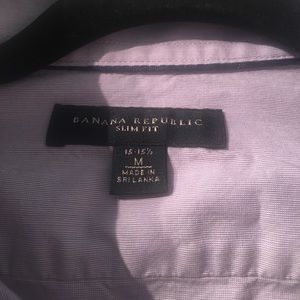 BANANA REPUBLIC
SLIM FIT
15-15½
M
MADE IN
SRI LANKA